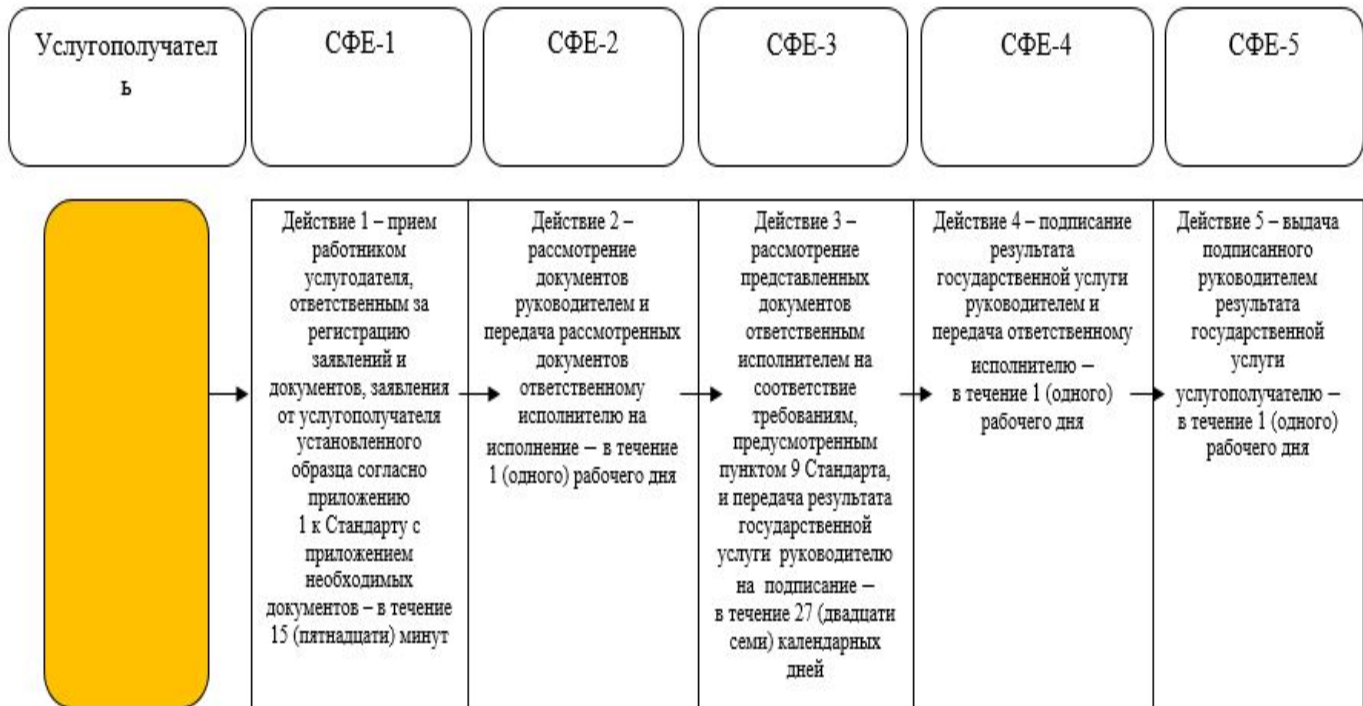 Услугополучател
ь
СФЕ-1
СФЕ-2
СФЕ-3
СФЕ-4
СФЕ-5
Действие 1 – прием
работником
услугодателя,
ответственным за
регистрацию
заявлений и
документов, заявления
от услугополучателя
установленного
образца согласно
приложению
1 к Стандарту с
приложением
необходимых
документов – в течение
15 (пятнадцати) минут
Действие 2 –
рассмотрение
документов
руководителем и
передача рассмотренных
документов
ответственному
исполнителю на
исполнение – в течение
1 (одного) рабочего дня
Действие 3 –
рассмотрение
представленных
документов
ответственным
исполнителем на
соответствие
требованиям,
предусмотренным
пунктом 9 Стандарта,
и передача результата
государственной
услуги руководителю
на подписание –
в течение 27 (двадцати
семи) календарных
дней
Действие 4 – подписание
результата
государственной услуги
руководителем и
передача ответственному
исполнителю –
в течение 1 (одного)
рабочего дня
Действие 5 – выдача
подписанного
руководителем
результата
государственной
услуги
услугополучателю –
в течение 1 (одного)
рабочего дня